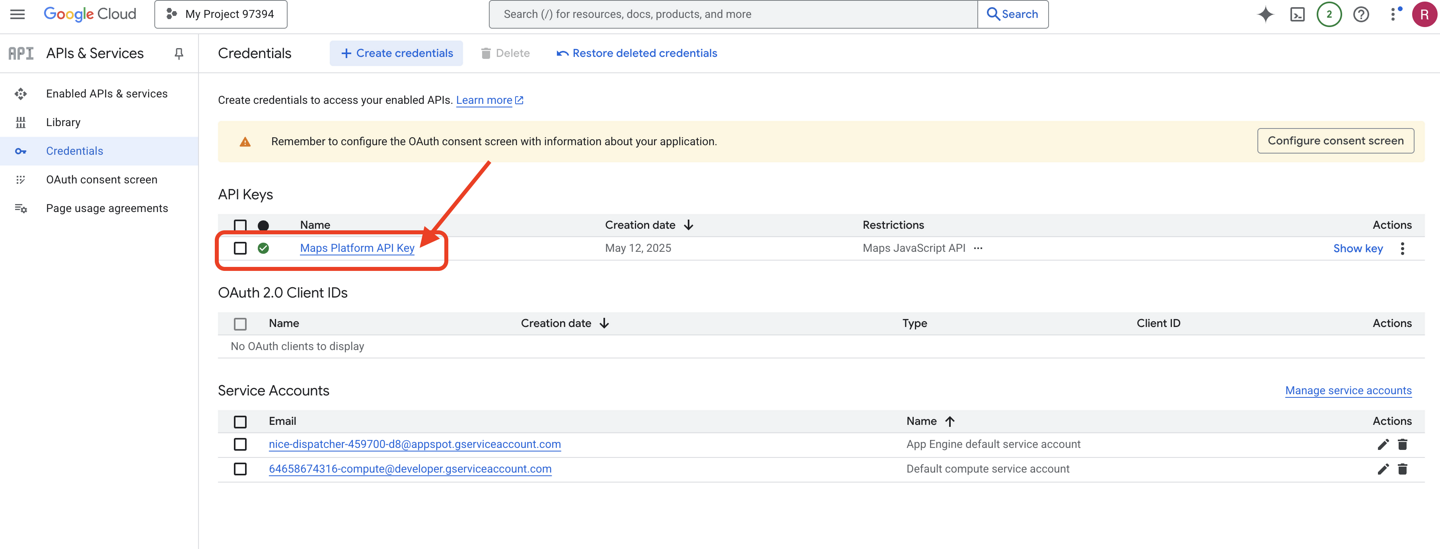 Google Cloud My Project 97394 Search (/) for resources, docs, products, and more Search 2 R
API APIs & Services
Credentials + Create credentials Delete Restore deleted credentials
Enabled APIs & services
Library
Credentials
OAuth consent screen
Page usage agreements
Create credentials to access your enabled APIs. Learn more
Remember to configure the OAuth consent screen with information about your application. Configure consent screen
API Keys
Name Creation date Restrictions Actions
Maps Platform API Key May 12, 2025 Maps JavaScript API ... Show key
OAuth 2.0 Client IDs
Name Creation date Type Client ID Actions
No OAuth clients to display
Service Accounts Manage service accounts
Email Name Actions
nice-dispatcher-459700-d8@appspot.gserviceaccount.com App Engine default service account
64658674316-compute@developer.gserviceaccount.com Default compute service account